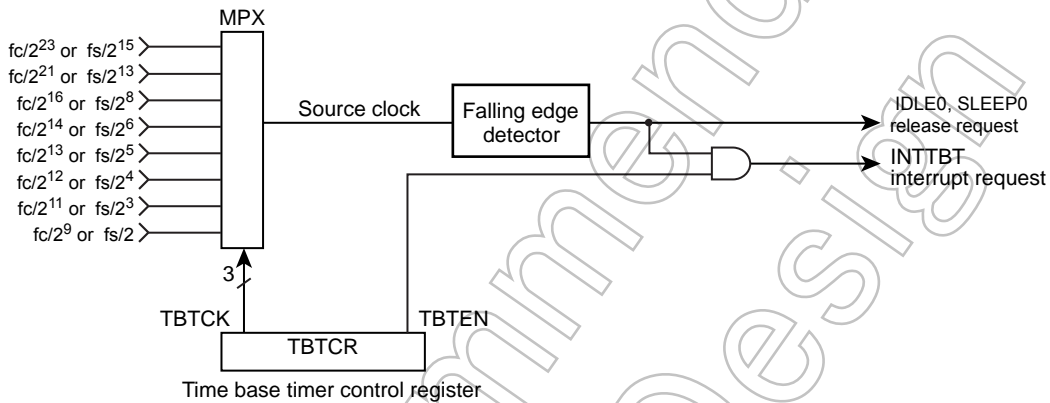 MPX
fc/2^23 or fs/2^15
fc/2^21 or fs/2^13
fc/2^16 or fs/2^8
fc/2^14 or fs/2^6
fc/2^13 or fs/2^5
fc/2^12 or fs/2^4
fc/2^11 or fs/2^3
fc/2^9 or fs/2
Source clock
Falling edge
detector
IDLE0, SLEEP0
release request
INTTBT
interrupt request
3
TBTCK
TBTEN
TBTCR
Time base timer control register
Design